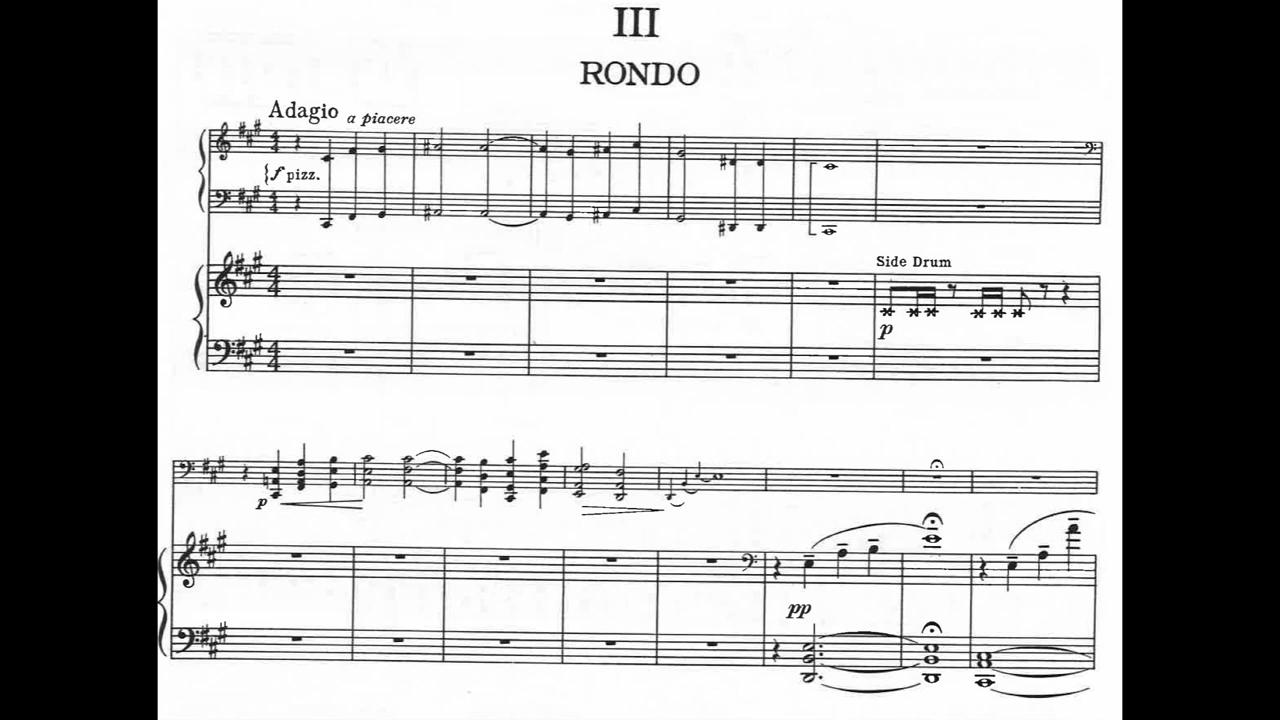 III
RONDO
Adagio a piacere
f pizz.
Side Drum
p
p
pp